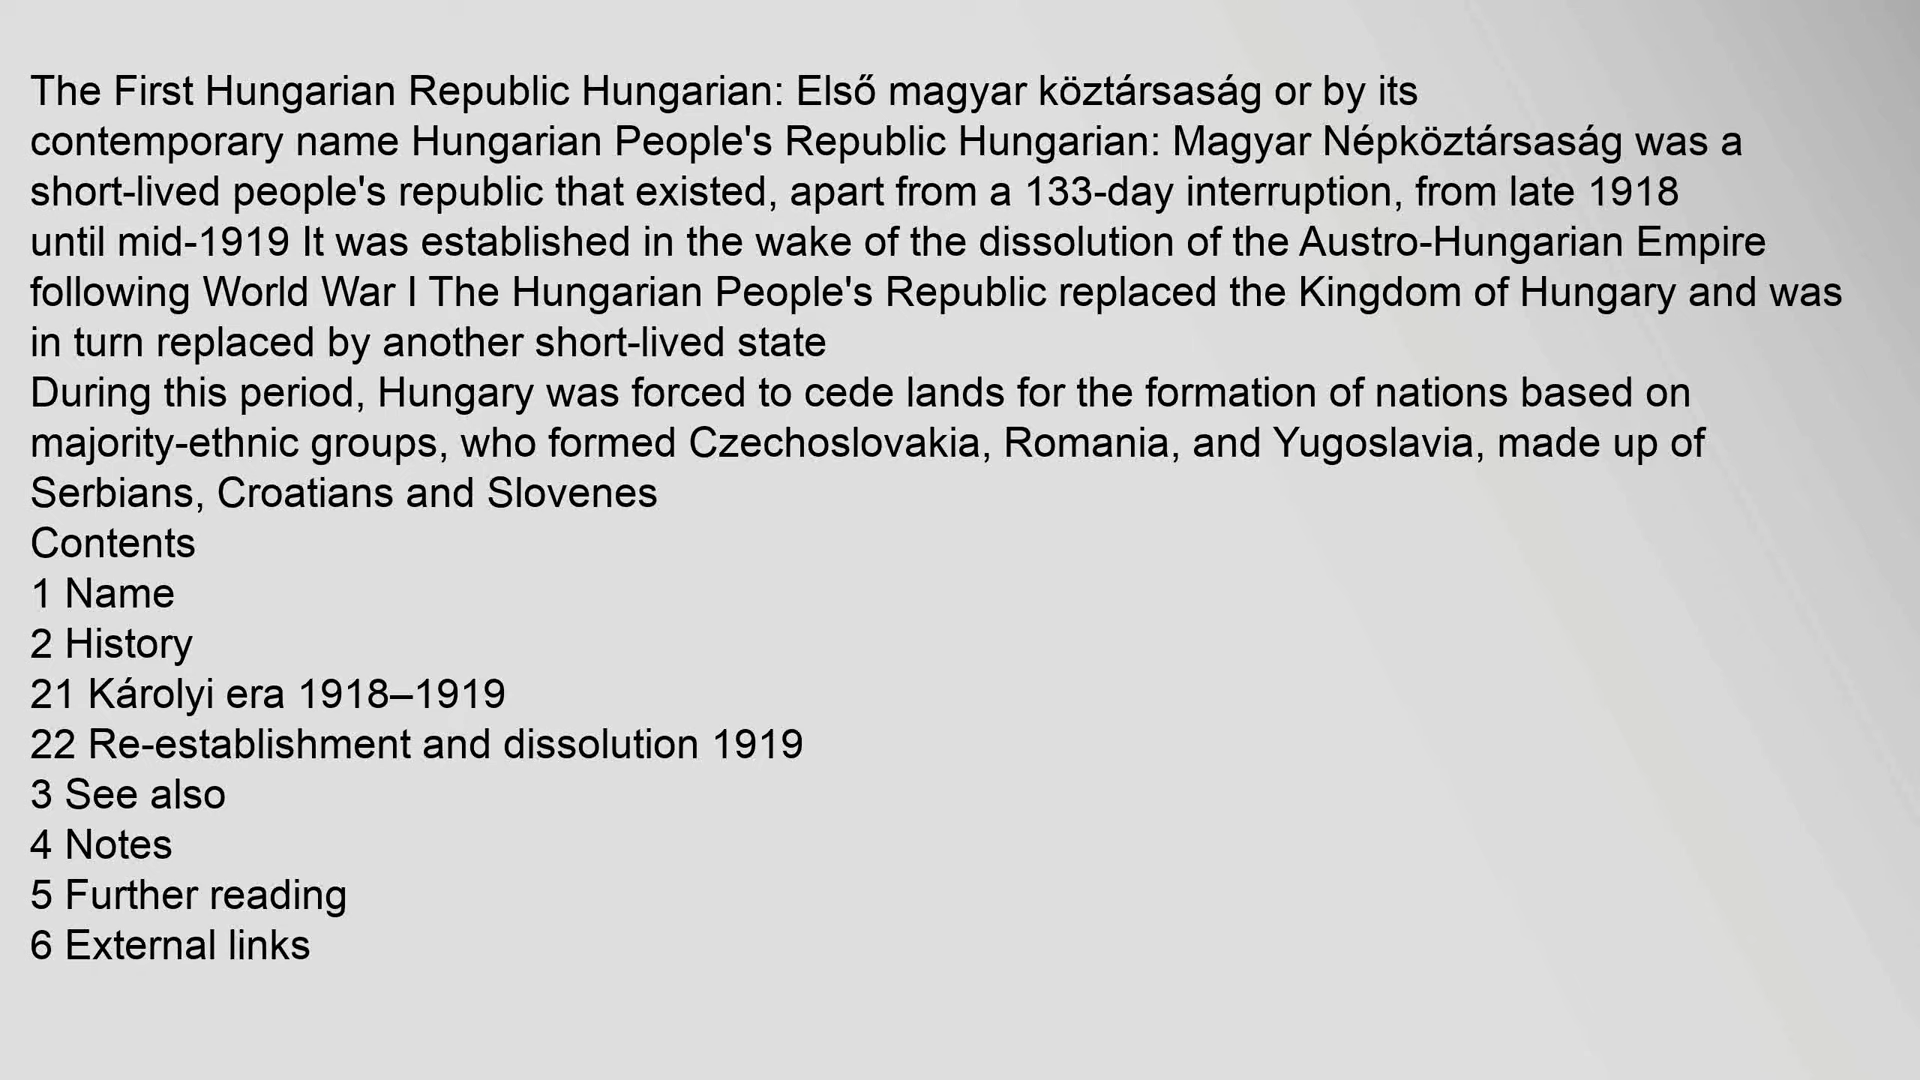 The First Hungarian Republic Hungarian: Első magyar köztársaság or by its
contemporary name Hungarian People's Republic Hungarian: Magyar Népköztársaság was a
short-lived people's republic that existed, apart from a 133-day interruption, from late 1918
until mid-1919 It was established in the wake of the dissolution of the Austro-Hungarian Empire
following World War I The Hungarian People's Republic replaced the Kingdom of Hungary and was
in turn replaced by another short-lived state
During this period, Hungary was forced to cede lands for the formation of nations based on
majority-ethnic groups, who formed Czechoslovakia, Romania, and Yugoslavia, made up of
Serbians, Croatians and Slovenes
Contents
1 Name
2 History
21 Károlyi era 1918–1919
22 Re-establishment and dissolution 1919
3 See also
4 Notes
5 Further reading
6 External links